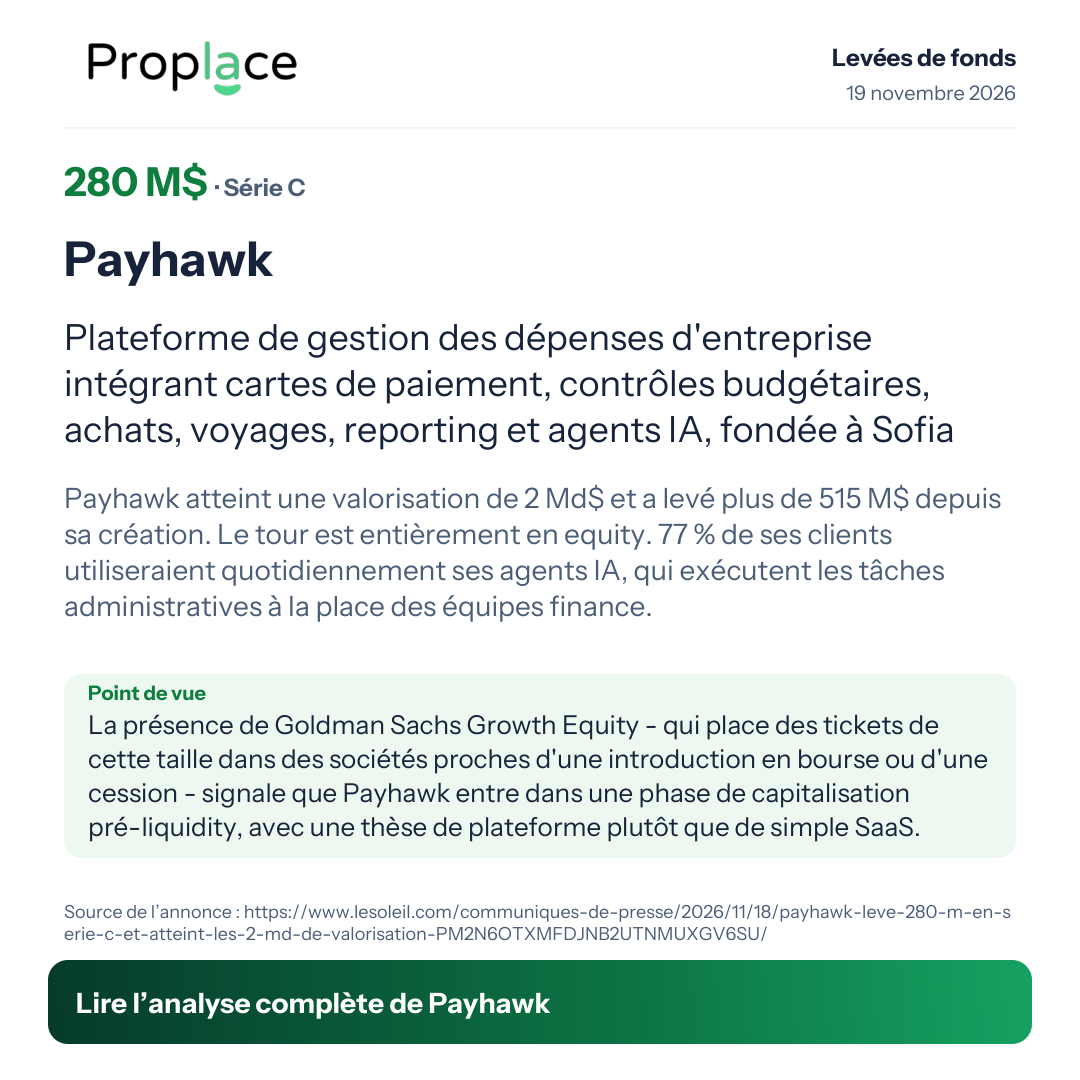 Proplace
Levées de fonds
19 novembre 2026
280 M$ · Série C
Payhawk
Plateforme de gestion des dépenses d'entreprise
intégrant cartes de paiement, contrôles budgétaires,
achats, voyages, reporting et agents IA, fondée à Sofia
Payhawk atteint une valorisation de 2 Md$ et a levé plus de 515 M$ depuis
sa création. Le tour est entièrement en equity. 77 % de ses clients
utiliseraient quotidiennement ses agents IA, qui exécutent les tâches
administratives à la place des équipes finance.
Point de vue
La présence de Goldman Sachs Growth Equity - qui place des tickets de
cette taille dans des sociétés proches d'une introduction en bourse ou d'une
cession - signale que Payhawk entre dans une phase de capitalisation
pré-liquidity, avec une thèse de plateforme plutôt que de simple SaaS.
Source de l’annonce : https://www.lesoleil.com/communiques-de-presse/2026/11/18/payhawk-leve-280-m-en-s
erie-c-et-atteint-les-2-md-de-valorisation-PM2N6OTXMFDJNB2UTNMUXGV6SU/
Lire l’analyse complète de Payhawk